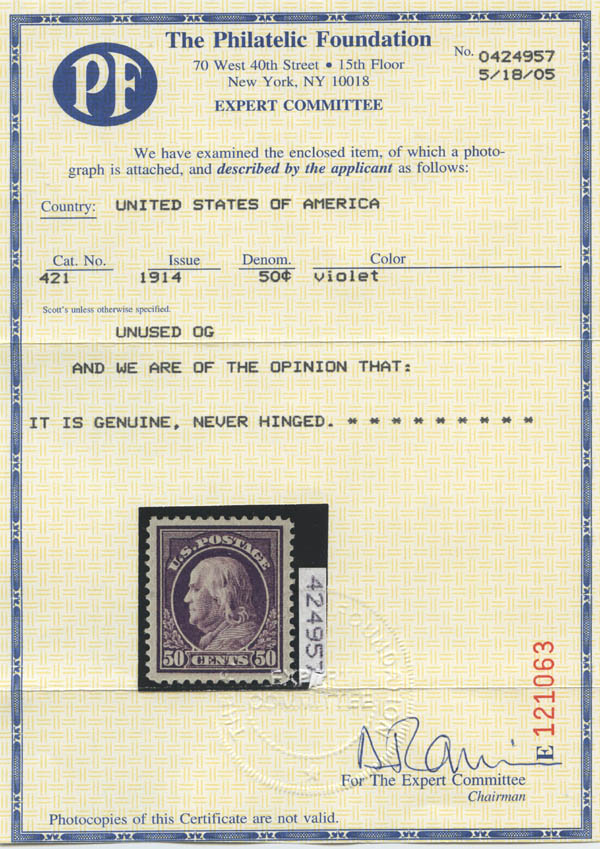 PF
The Philatelic Foundation
70 West 40th Street • 15th Floor
New York, NY 10018
EXPERT COMMITTEE
No. 0424957
5/18/05
We have examined the enclosed item, of which a photo-
graph is attached, and described by the applicant as follows:
Country: UNITED STATES OF AMERICA
Cat. No. Issue Denom. Color
421 1914 50¢ violet
Scott's unless otherwise specified.
UNUSED OG
AND WE ARE OF THE OPINION THAT:
IT IS GENUINE, NEVER HINGED. * * * * * * * * *
U.S. POSTAGE
50 CENTS 50
424957
EXPERT
COMMITTEE
E 121063
For The Expert Committee
Chairman
Photocopies of this Certificate are not valid.